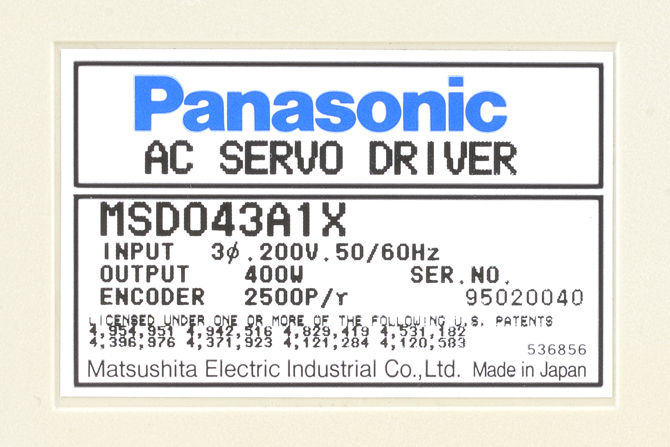 Panasonic
AC SERVO DRIVER
MSD043A1X
INPUT 3ϕ.200V.50/60Hz
OUTPUT 400W SER.NO.
ENCODER 2500P/r 95020040
LICENSED UNDER ONE OR MORE OF THE FOLLOWING U.S. PATENTS
4,954,951 4,942,516 4,829,419 4,531,182
4,396,976 4,371,923 4,121,284 4,120,583
536856
Matsushita Electric Industrial Co.,Ltd. Made in Japan